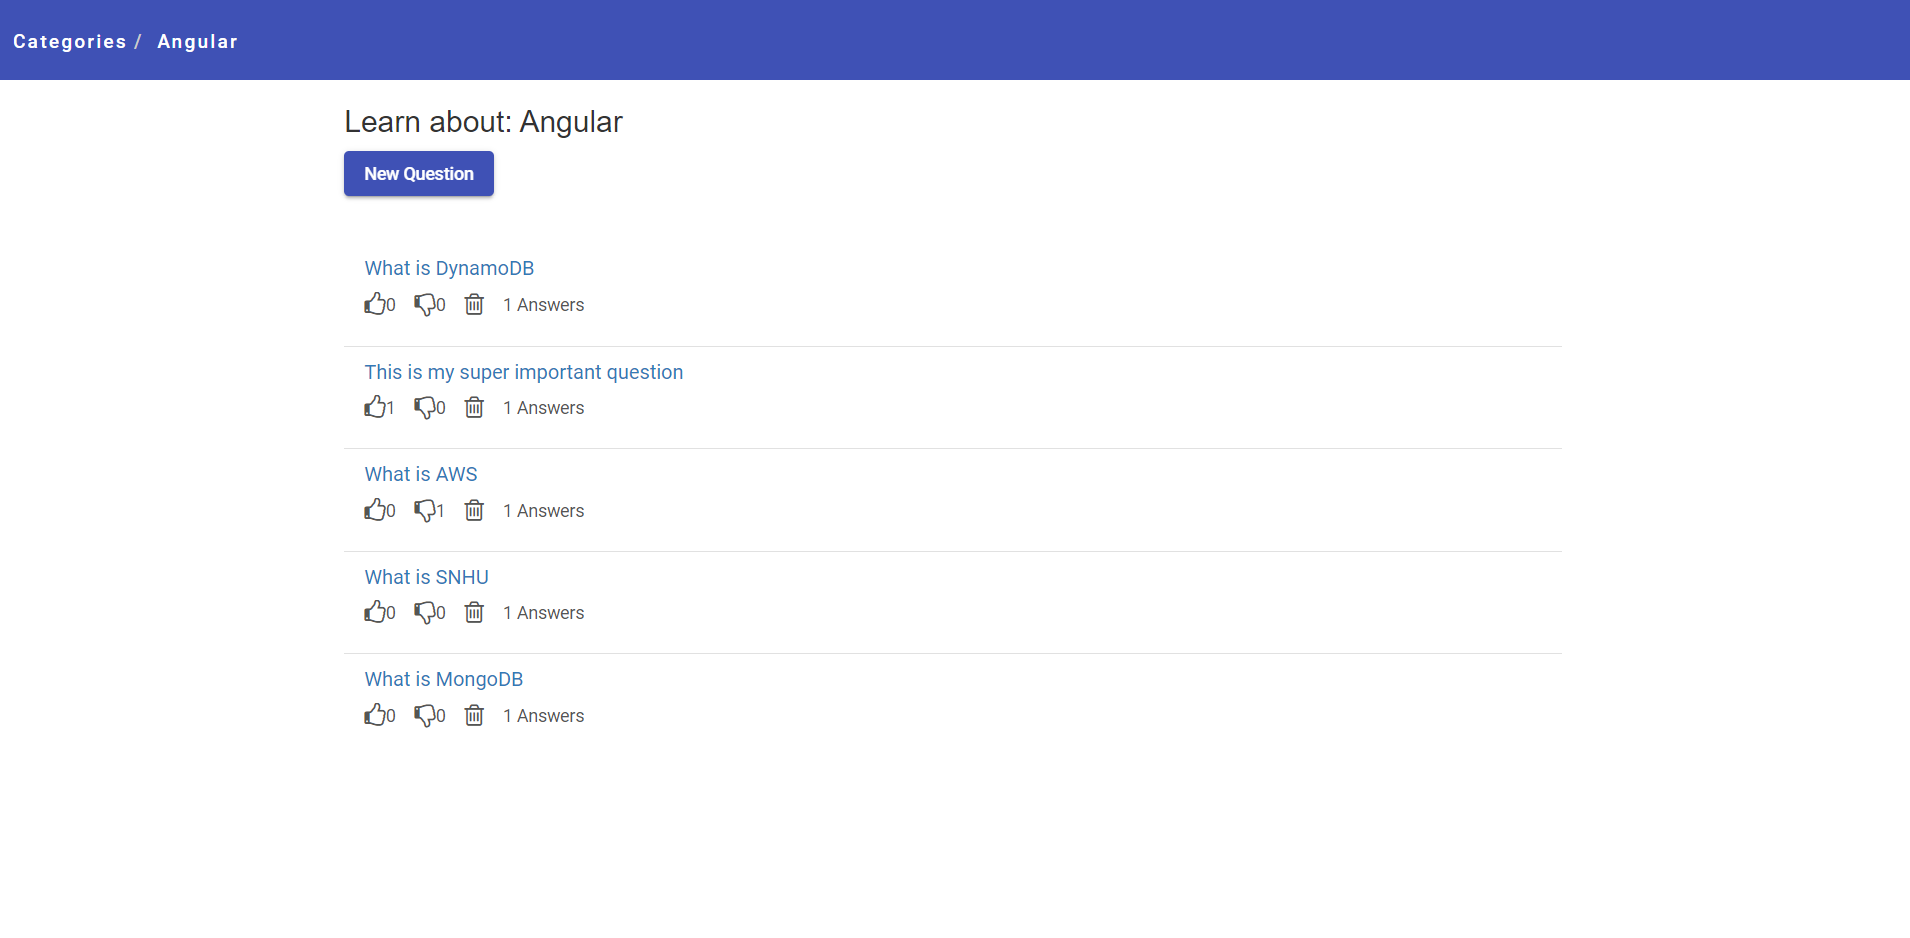 Categories / Angular
Learn about: Angular
New Question
What is DynamoDB
0 0 1 Answers
This is my super important question
1 0 1 Answers
What is AWS
0 1 1 Answers
What is SNHU
0 0 1 Answers
What is MongoDB
0 0 1 Answers